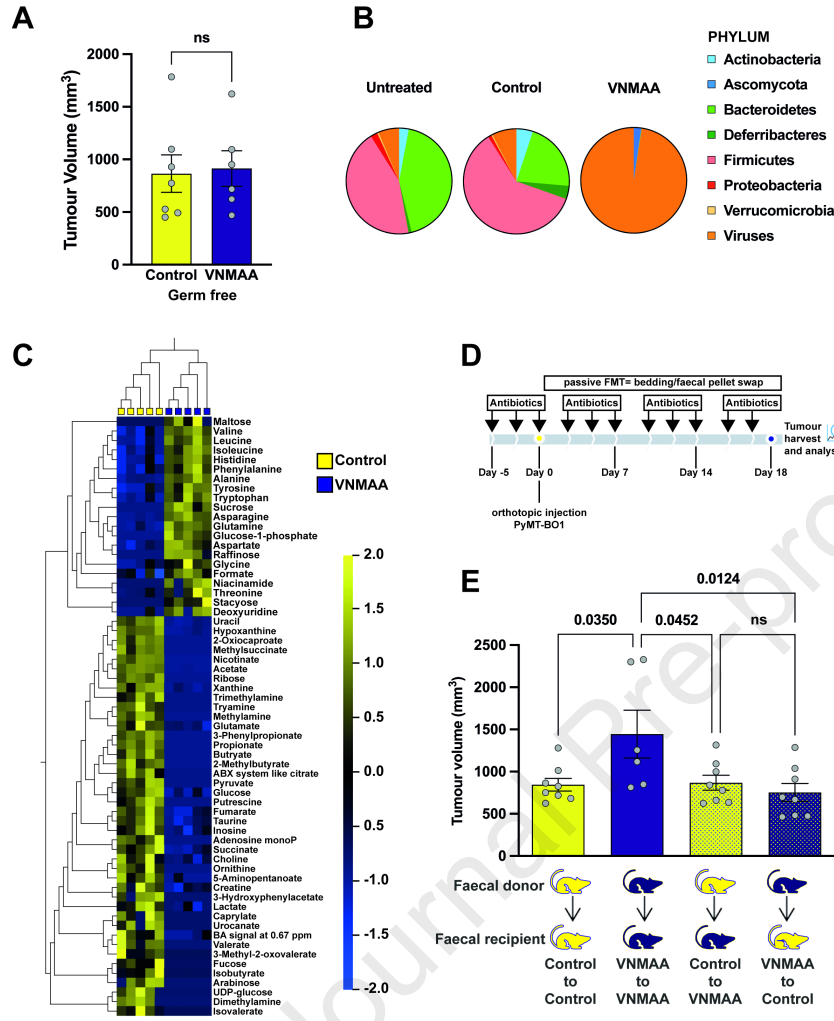 A
ns
2000
1500
1000
500
0
Tumour Volume (mm³)
Control
VNMAA
Germ free
B
PHYLUM
Untreated
Control
VNMAA
Actinobacteria
Ascomycota
Bacteroidetes
Deferribacteres
Firmicutes
Proteobacteria
Verrucomicrobia
Viruses
C
Maltose
Valine
Leucine
Isoleucine
Histidine
Phenylalanine
Alanine
Tyrosine
Tryptophan
Sucrose
Asparagine
Glutamine
Glucose-1-phosphate
Aspartate
Raffinose
Glycine
Formate
Niacinamide
Threonine
Stacyose
Deoxyuridine
Uracil
Hypoxanthine
2-Oxiocaproate
Methylsuccinate
Nicotinate
Acetate
Ribose
Xanthine
Trimethylamine
Tryamine
Methylamine
Glutamate
3-Phenylpropionate
Propionate
Butryate
2-Methylbutyrate
ABX system like citrate
Pyruvate
Glucose
Putrescine
Fumarate
Taurine
Inosine
Adenosine monoP
Succinate
Choline
Ornithine
5-Aminopentanoate
Creatine
3-Hydroxyphenylacetate
Lactate
Caprylate
Urocanate
BA signal at 0.67 ppm
Valerate
3-Methyl-2-oxovalerate
Fucose
Isobutyrate
Arabinose
UDP-glucose
Dimethylamine
Isovalerate
Control
VNMAA
2.0
1.5
1.0
0.5
0.0
-0.5
-1.0
-1.5
-2.0
D
passive FMT= bedding/faecal pellet swap
Antibiotics
Antibiotics
Antibiotics
Antibiotics
Tumour
harvest
and analys
Day -5
Day 0
Day 7
Day 14
Day 18
orthotopic injection
PyMT-BO1
E
0.0124
0.0350
0.0452
ns
2500
2000
1500
1000
500
0
Tumour volume (mm³)
Faecal donor
Faecal recipient
Control
to
Control
VNMAA
to
VNMAA
Control
to
VNMAA
VNMAA
to
Control
Journal Pre-pro